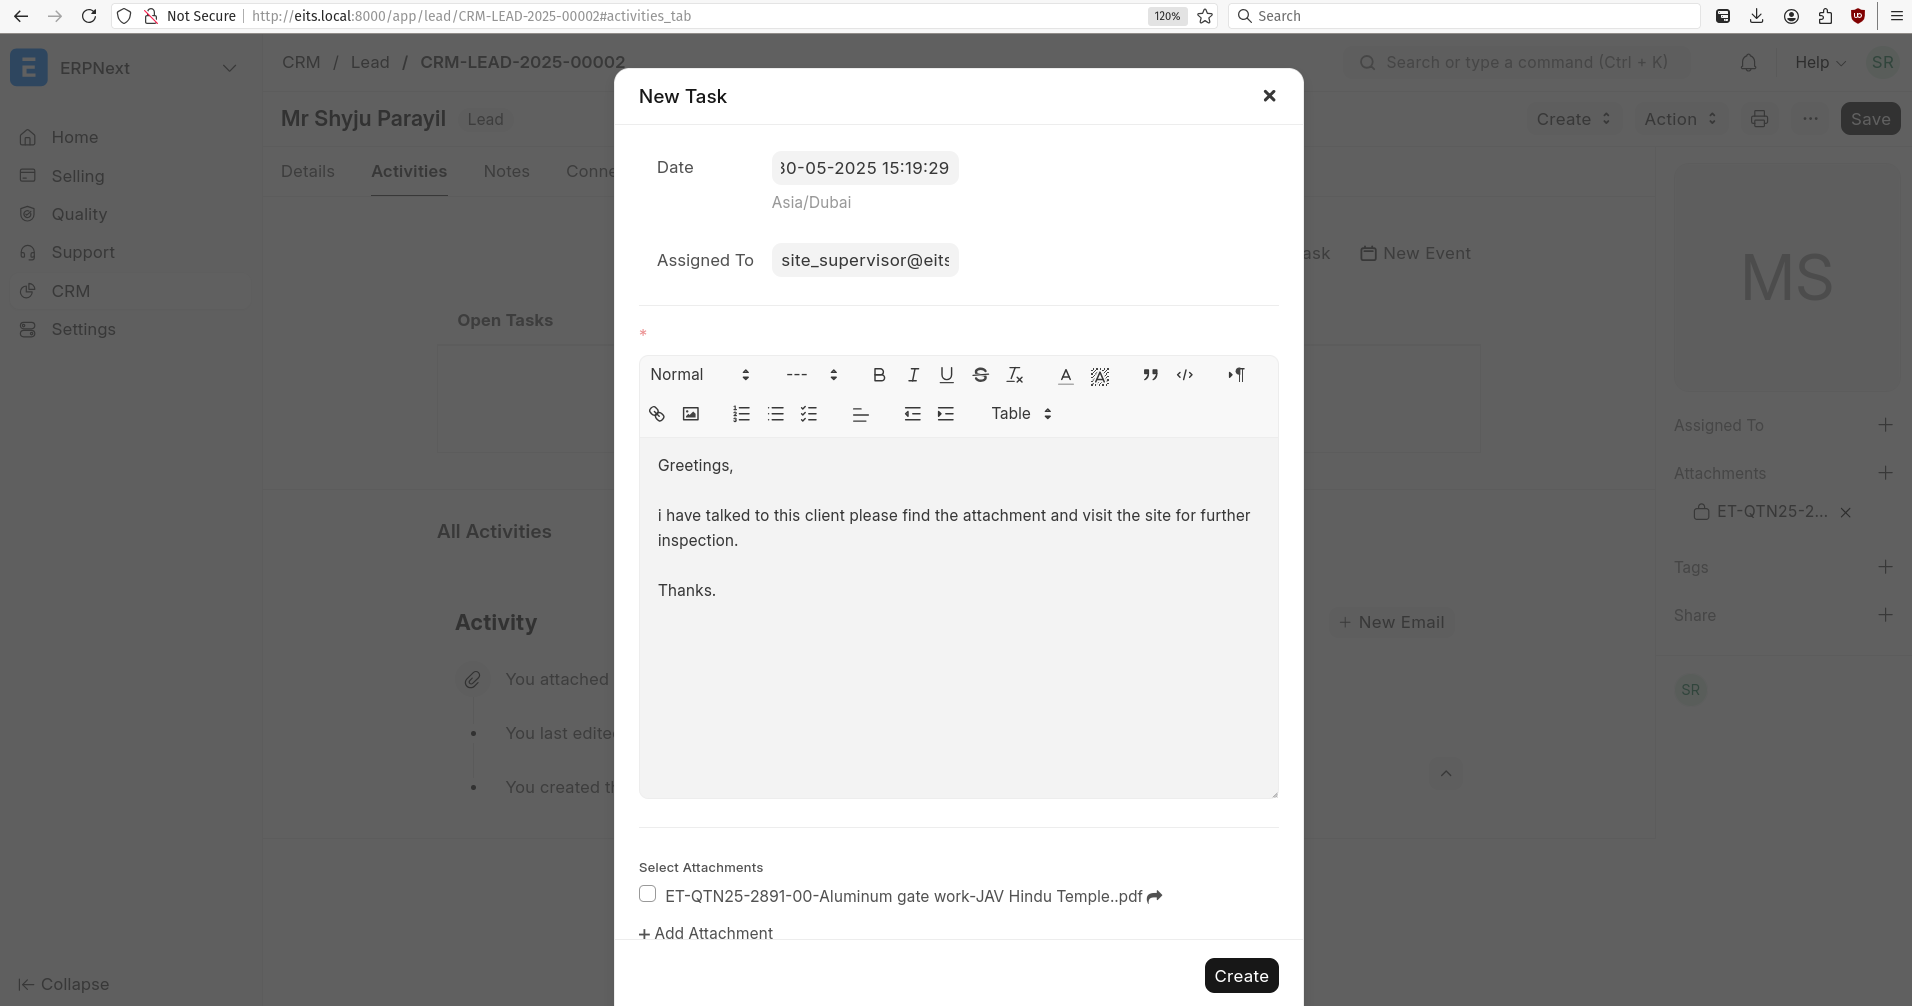 Not Secure
http://eits.local:8000/app/lead/CRM-LEAD-2025-00002#activities_tab
120%
Search
E
ERPNext
CRM / Lead / CRM-LEAD-2025-00002
Search or type a command (Ctrl + K)
Help
SR
Mr Shyju Parayil
Lead
Create
Action
Save
Home
Selling
Quality
Support
CRM
Settings
Collapse
Details
Activities
Notes
New Event
Open Tasks
All Activities
Activity
New Email
You attached
You created
MS
Assigned To
Attachments
ET-QTN25-2...
Tags
Share
SR
New Task
Date
30-05-2025 15:19:29
Asia/Dubai
Assigned To
site_supervisor@eits
*
Normal
---
Table
Greetings,
i have talked to this client please find the attachment and visit the site for further
inspection.
Thanks.
Select Attachments
ET-QTN25-2891-00-Aluminum gate work-JAV Hindu Temple..pdf
+ Add Attachment
Create